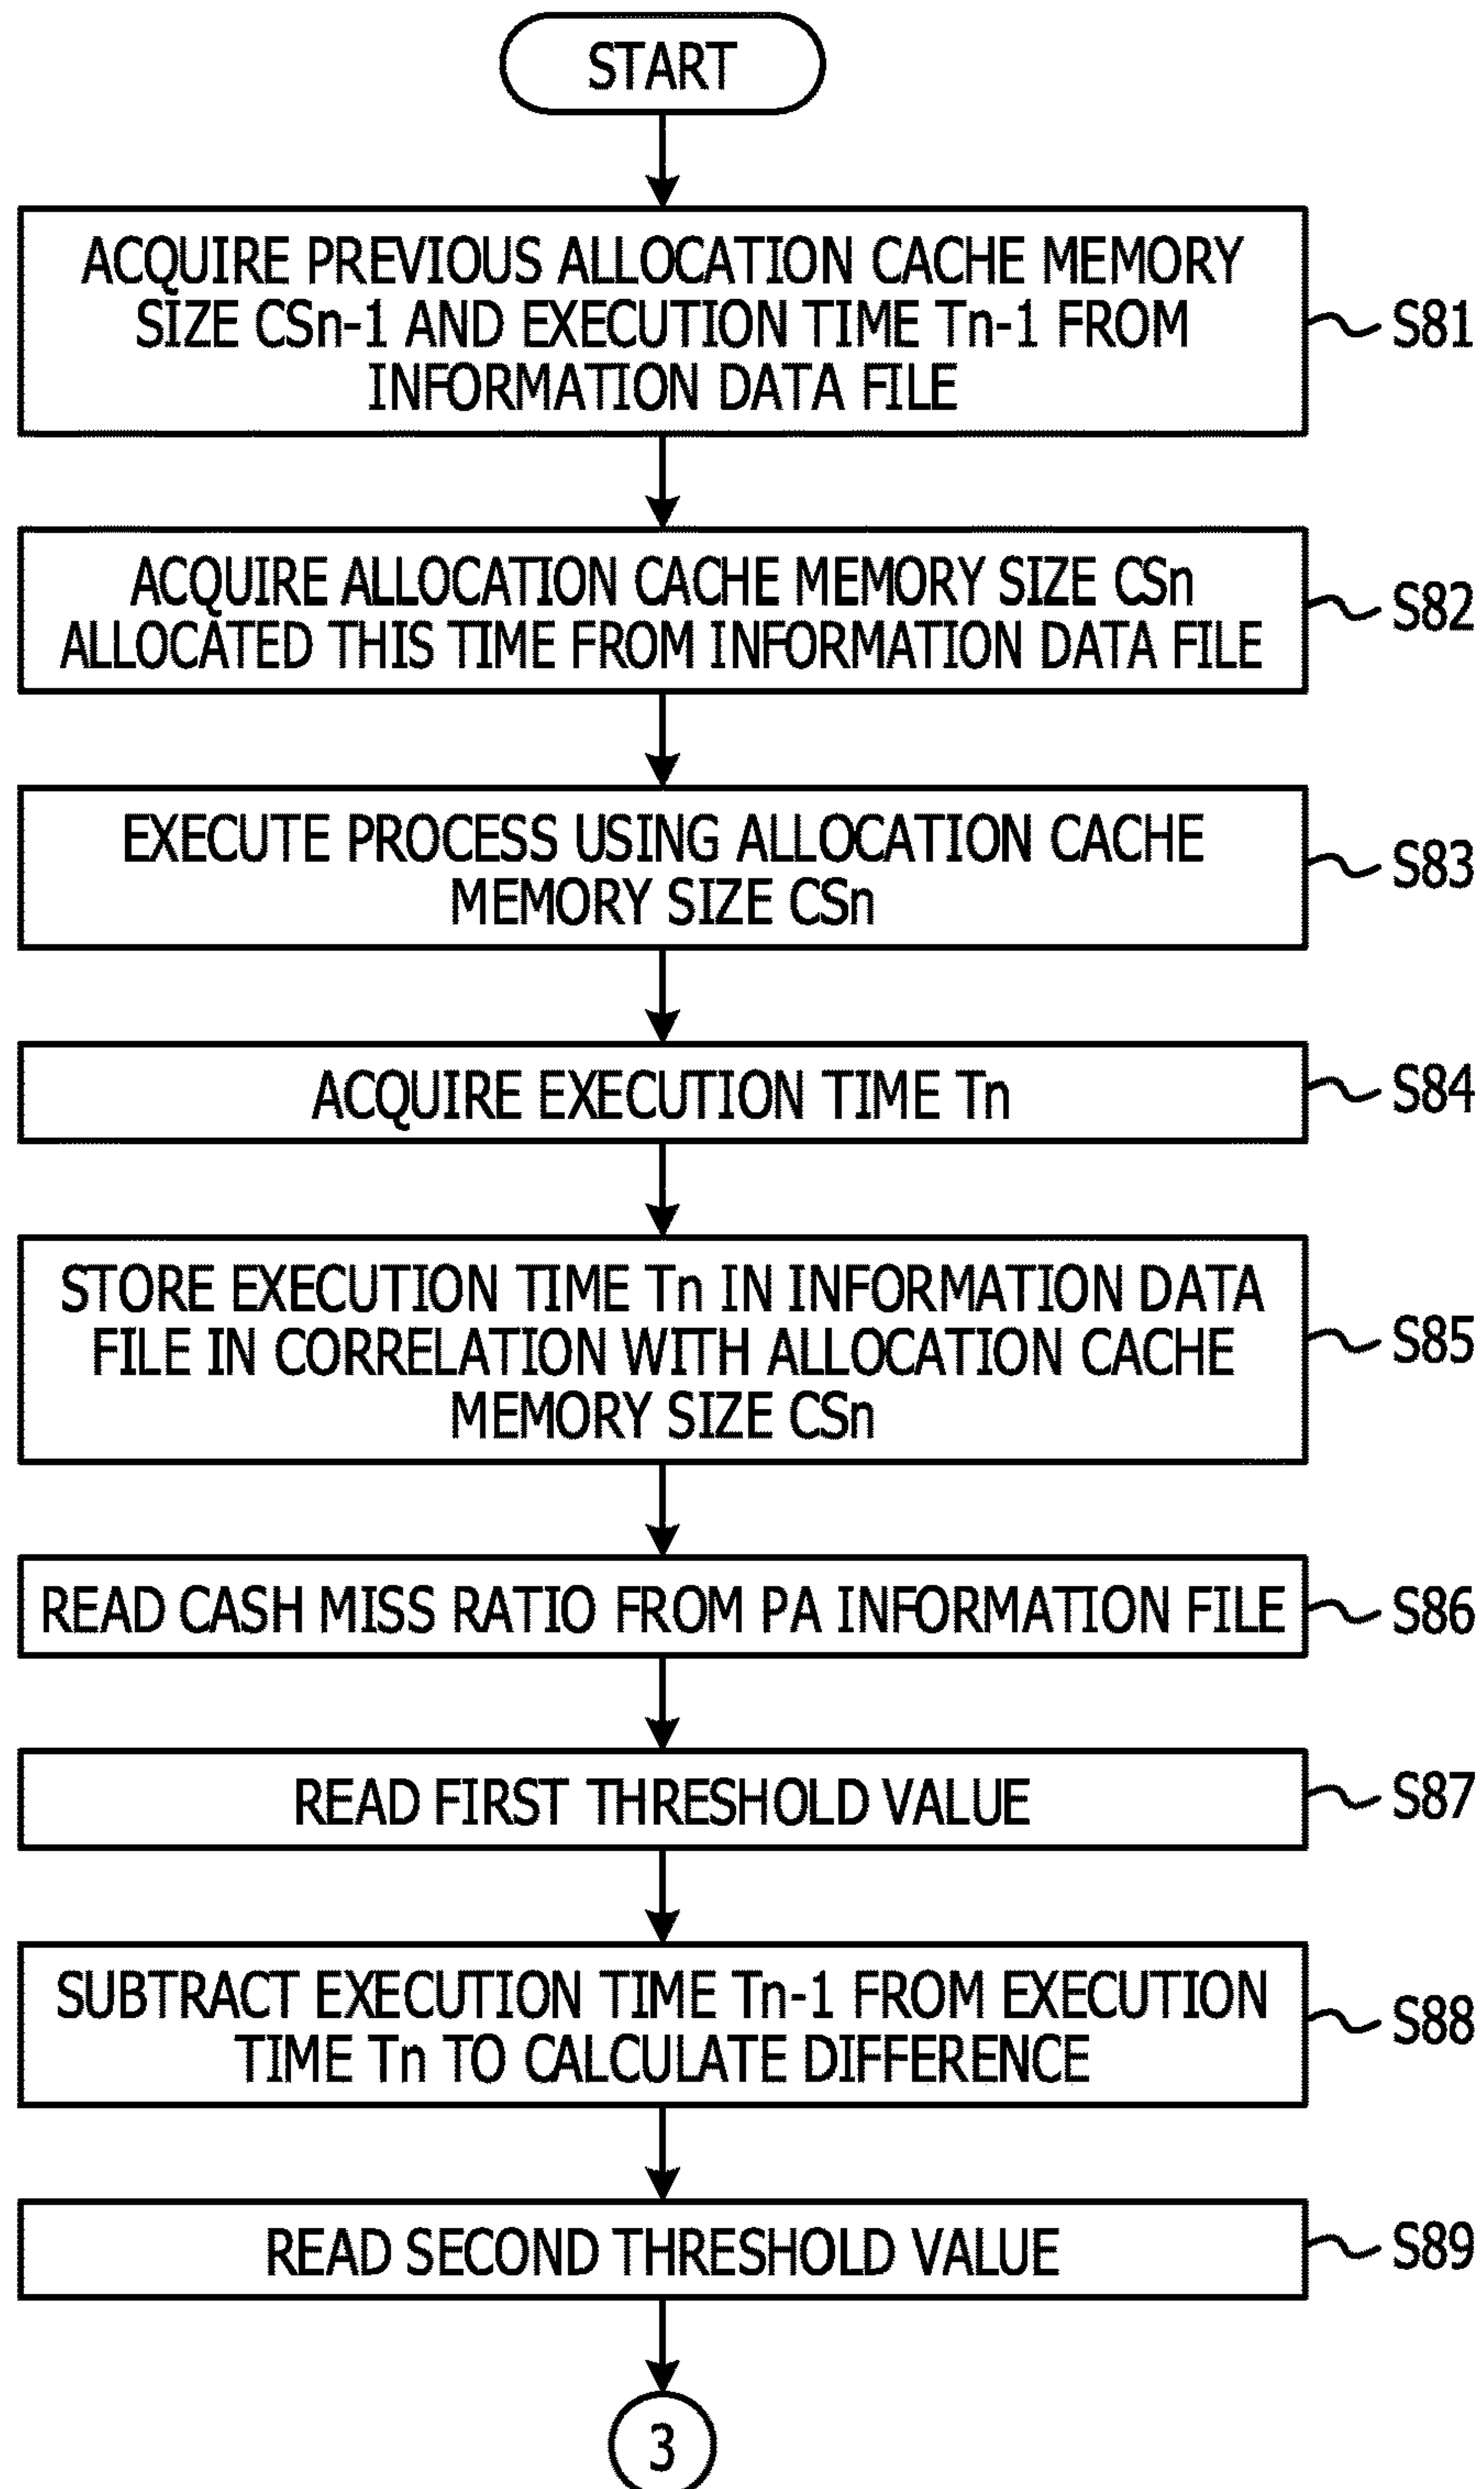 START
ACQUIRE PREVIOUS ALLOCATION CACHE MEMORY
SIZE CSn-1 AND EXECUTION TIME Tn-1 FROM
INFORMATION DATA FILE
S81
ACQUIRE ALLOCATION CACHE MEMORY SIZE CSn
ALLOCATED THIS TIME FROM INFORMATION DATA FILE
S82
EXECUTE PROCESS USING ALLOCATION CACHE
MEMORY SIZE CSn
S83
ACQUIRE EXECUTION TIME Tn
S84
STORE EXECUTION TIME Tn IN INFORMATION DATA
FILE IN CORRELATION WITH ALLOCATION CACHE
MEMORY SIZE CSn
S85
READ CASH MISS RATIO FROM PA INFORMATION FILE
S86
READ FIRST THRESHOLD VALUE
S87
SUBTRACT EXECUTION TIME Tn-1 FROM EXECUTION
TIME Tn TO CALCULATE DIFFERENCE
S88
READ SECOND THRESHOLD VALUE
S89
3